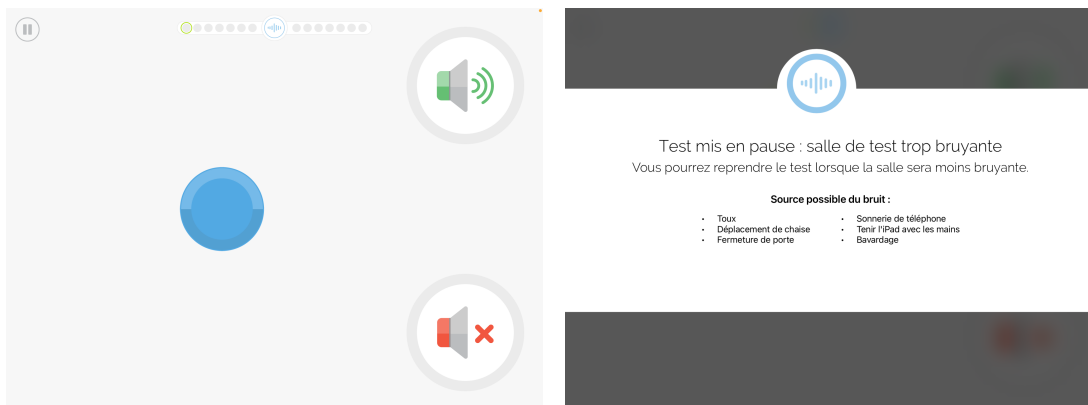 Test mis en pause : salle de test trop bruyante
Vous pourrez reprendre le test lorsque la salle sera moins bruyante.
Source possible du bruit :
• Toux
• Déplacement de chaise
• Fermeture de porte
• Sonnerie de téléphone
• Tenir l'iPad avec les mains
• Bavardage